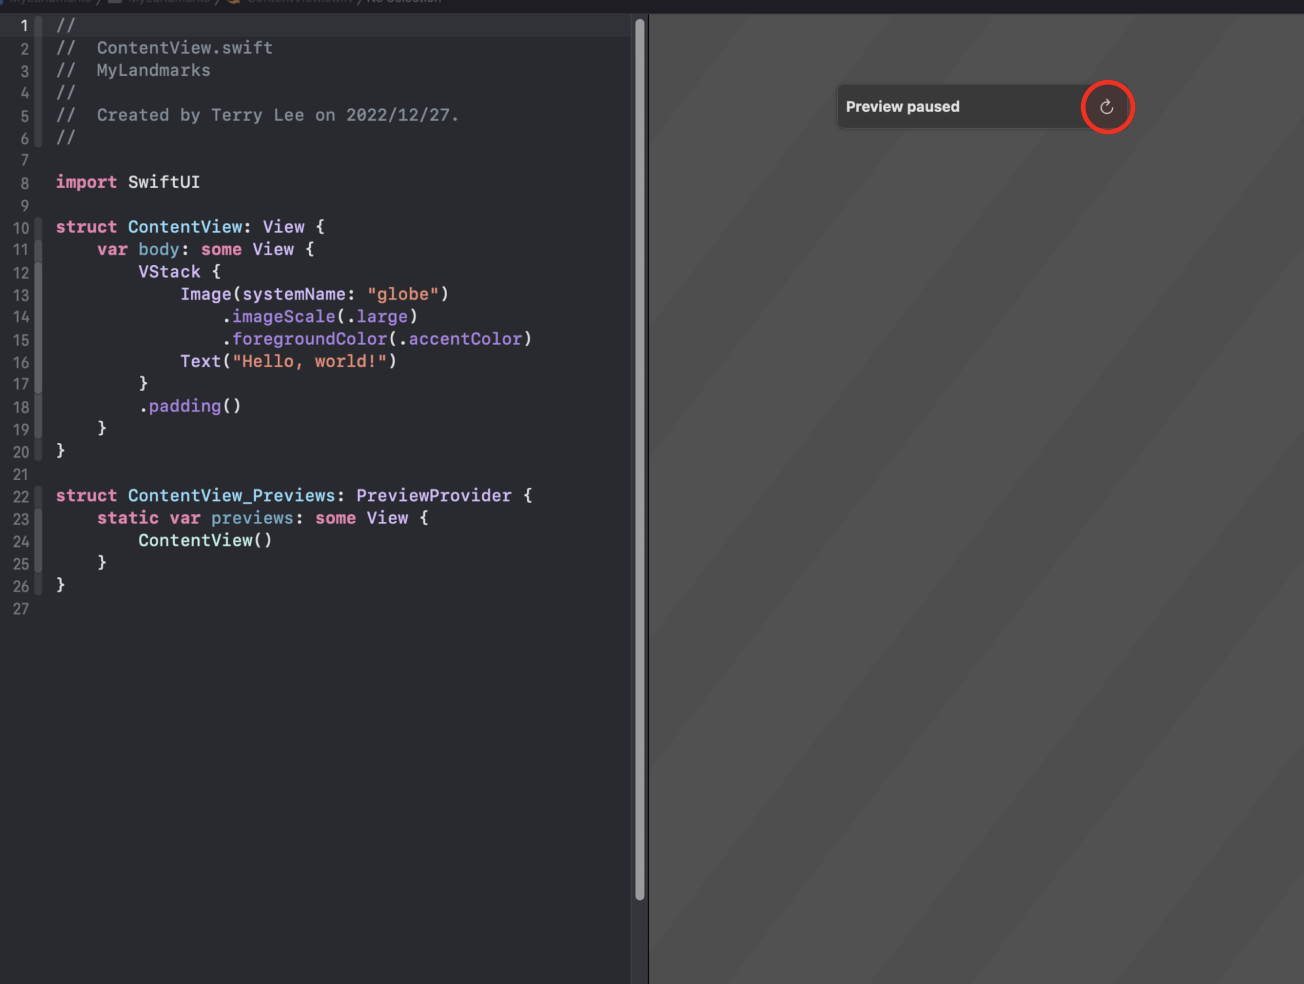 1 //
2 //  ContentView.swift
3 //  MyLandmarks
4 //
5 //  Created by Terry Lee on 2022/12/27.
6 //
7
8 import SwiftUI
9
10 struct ContentView: View {
11     var body: some View {
12         VStack {
13             Image(systemName: "globe")
14                 .imageScale(.large)
15                 .foregroundColor(.accentColor)
16             Text("Hello, world!")
17         }
18         .padding()
19     }
20 }
21
22 struct ContentView_Previews: PreviewProvider {
23     static var previews: some View {
24         ContentView()
25     }
26 }
27
Preview paused